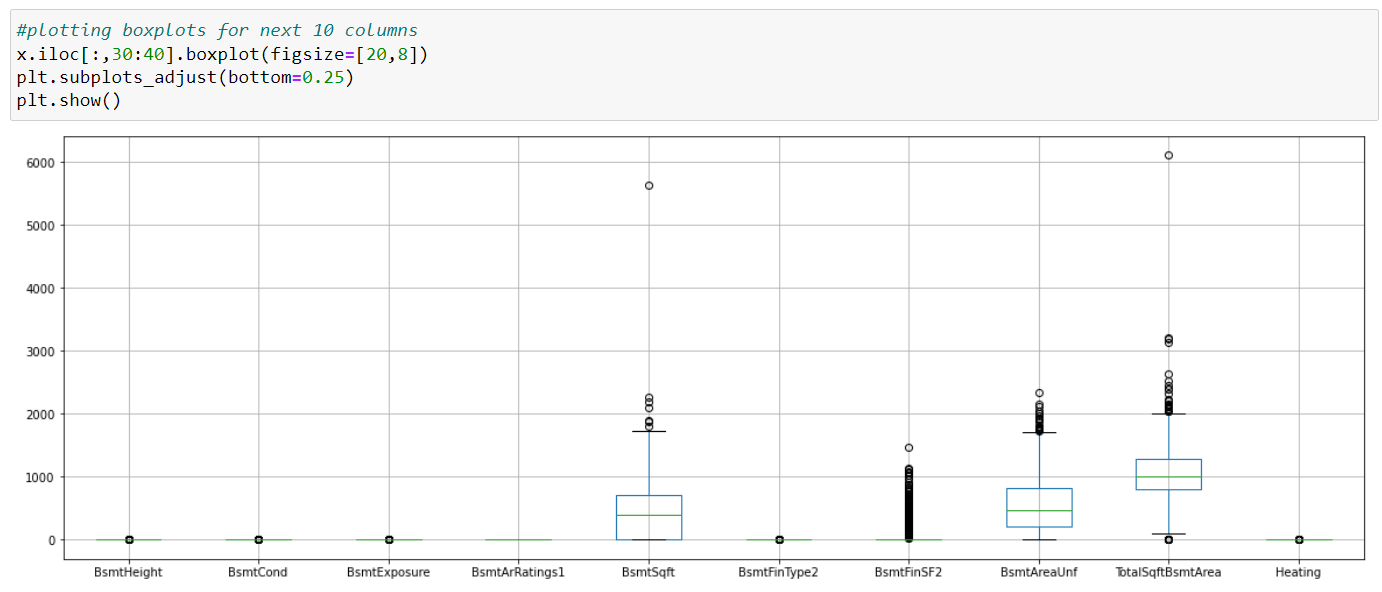 #plotting boxplots for next 10 columns
x.iloc[:,30:40].boxplot(figsize=[20,8])
plt.subplots_adjust(bottom=0.25)
plt.show()
6000
5000
4000
3000
2000
1000
0
BsmtHeight BsmtCond BsmtExposure BsmtArRatings1 BsmtSqft BsmtFinType2 BsmtFinSF2 BsmtAreaUnf TotalSqftBsmtArea Heating